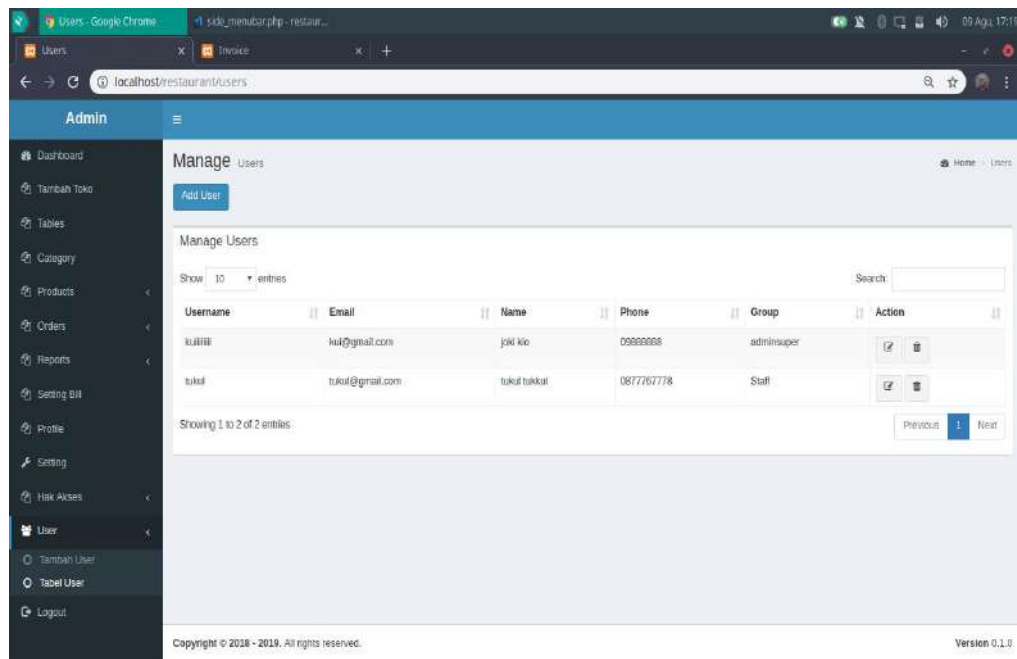 Users - Google Chrome
side_menubar.php - restaur...
09 Agu, 17:19
Users
Invoice
localhost/restaurant/users
Admin
Dashboard
Tambah Toko
Tables
Category
Products
Orders
Reports
Setting Bill
Profile
Setting
Hak Akses
User
Tambah User
Tabel User
Logout
Manage Users
Home > Users
Add User
Manage Users
Show 10 entries
Search:
Username Email Name Phone Group Action
kul@gmail.com joki kio adminsuper
tukul tukul@gmail.com tukul tukkul 0877767778 Staff
Showing 1 to 2 of 2 entries
Previous 1 Next
Copyright © 2018 - 2019. All rights reserved.
Version 0.1.0